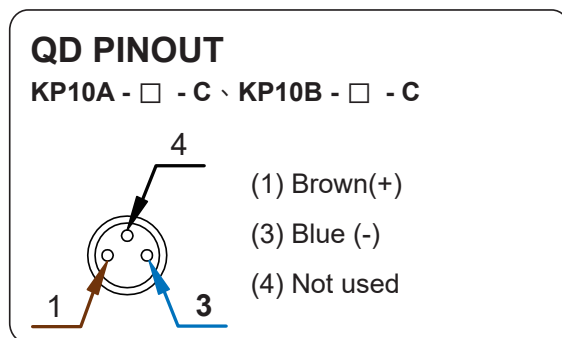 QD PINOUT
KP10A - □ - C、KP10B - □ - C
4
(1) Brown(+)
(3) Blue (-)
(4) Not used
1
3